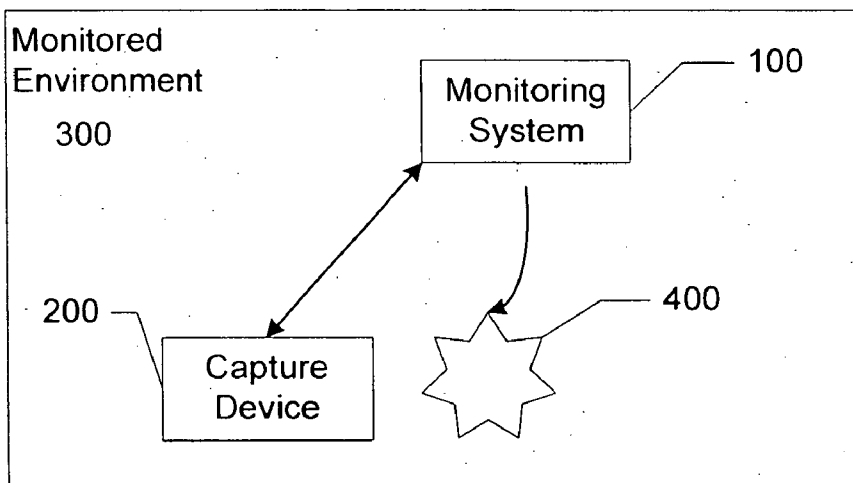 Monitored
Environment
300
Monitoring
System
100
200
Capture
Device
400